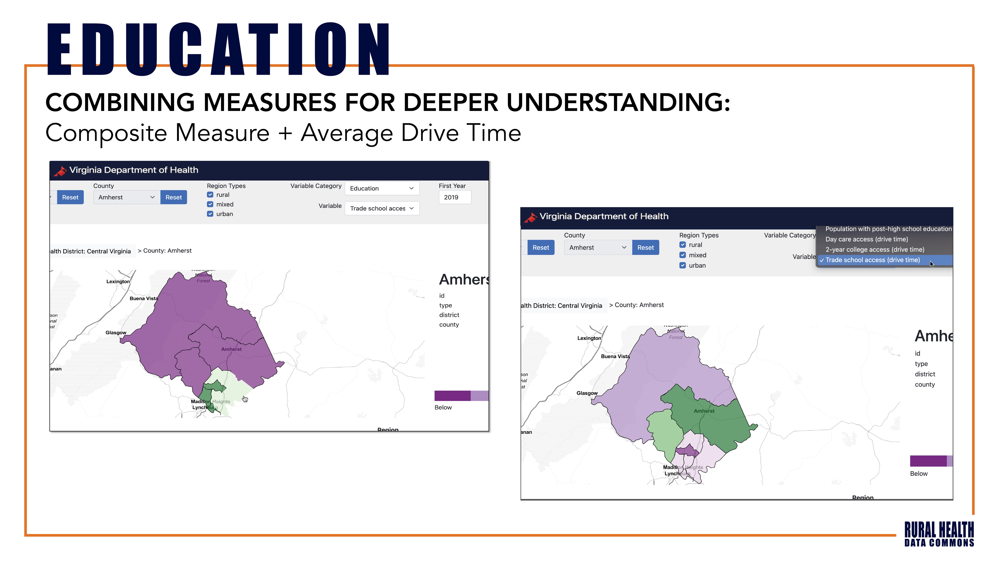 EDUCATION
COMBINING MEASURES FOR DEEPER UNDERSTANDING:
Composite Measure + Average Drive Time
Virginia Department of Health
County
Region Types
Variable Category
Education
First Year
Reset
Amherst
Reset
rural
2019
mixed
Variable
Trade school acces
urban
alth District: Central Virginia
> County: Amherst
Washington
National
Forest
Lexington
Buena Vista
son
nal
est
Glasgow
Amherst
anan
Madison Heights
Lynchburg
Amhers
id
type
district
county
Below
Region
Virginia Department of Health
Population with post-high school education
Day care access (drive time)
2-year college access (drive time)
✓ Trade school access (drive time)
County
Region Types
Variable Category
Reset
Amherst
Reset
rural
mixed
Variable
urban
alth District: Central Virginia
> County: Amherst
Washington
National
Forest
Lexington
Buena Vista
son
nal
st
Glasgow
Amherst
anan
Madison Heights
Lynchburg
Amhe
id
type
district
county
Below
Region
RURAL HEALTH
DATA COMMONS